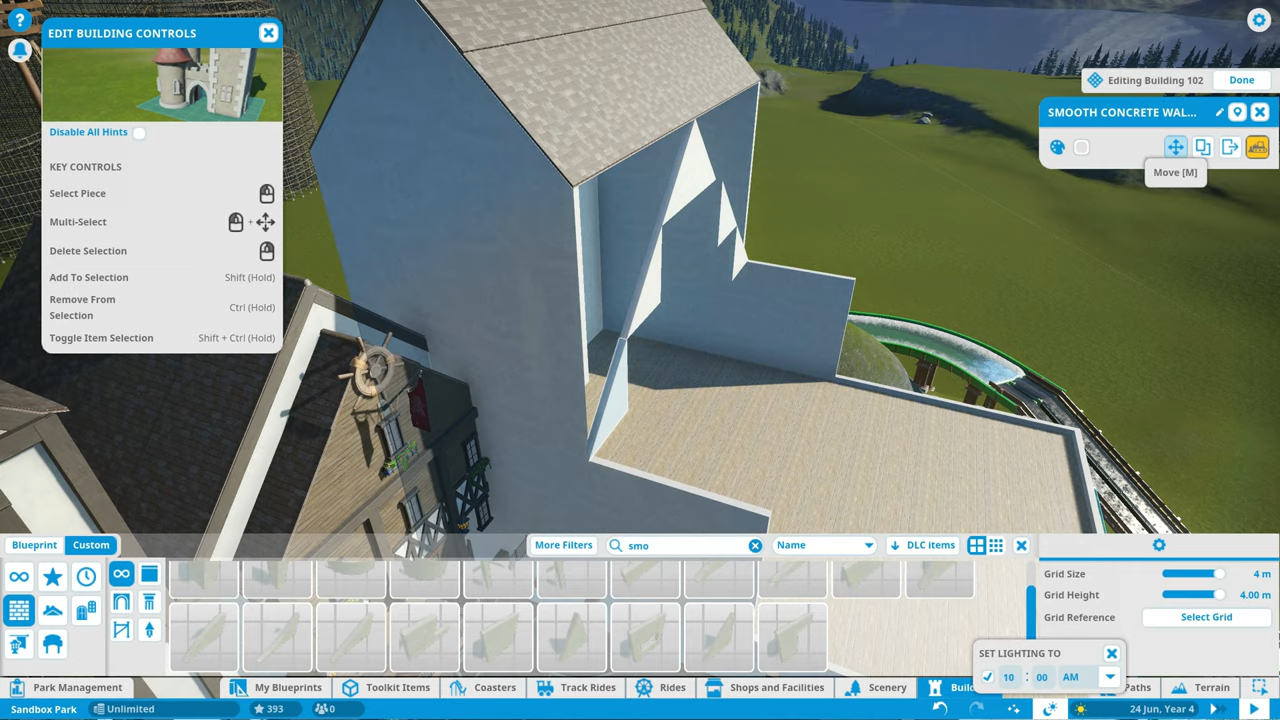 EDIT BUILDING CONTROLS
Disable All Hints
KEY CONTROLS
Select Piece
Multi-Select
Delete Selection
Add To Selection Shift (Hold)
Remove From Selection Ctrl (Hold)
Toggle Item Selection Shift + Ctrl (Hold)
Editing Building 102 Done
SMOOTH CONCRETE WAL...
Move [M]
Blueprint Custom More Filters smo Name DLC items
Grid Size 4 m
Grid Height 4.00 m
Grid Reference Select Grid
SET LIGHTING TO
10 : 00 AM
Park Management My Blueprints Toolkit Items Coasters Track Rides Rides Shops and Facilities Scenery Build Paths Terrain
Sandbox Park Unlimited 393 0 24 Jun, Year 4